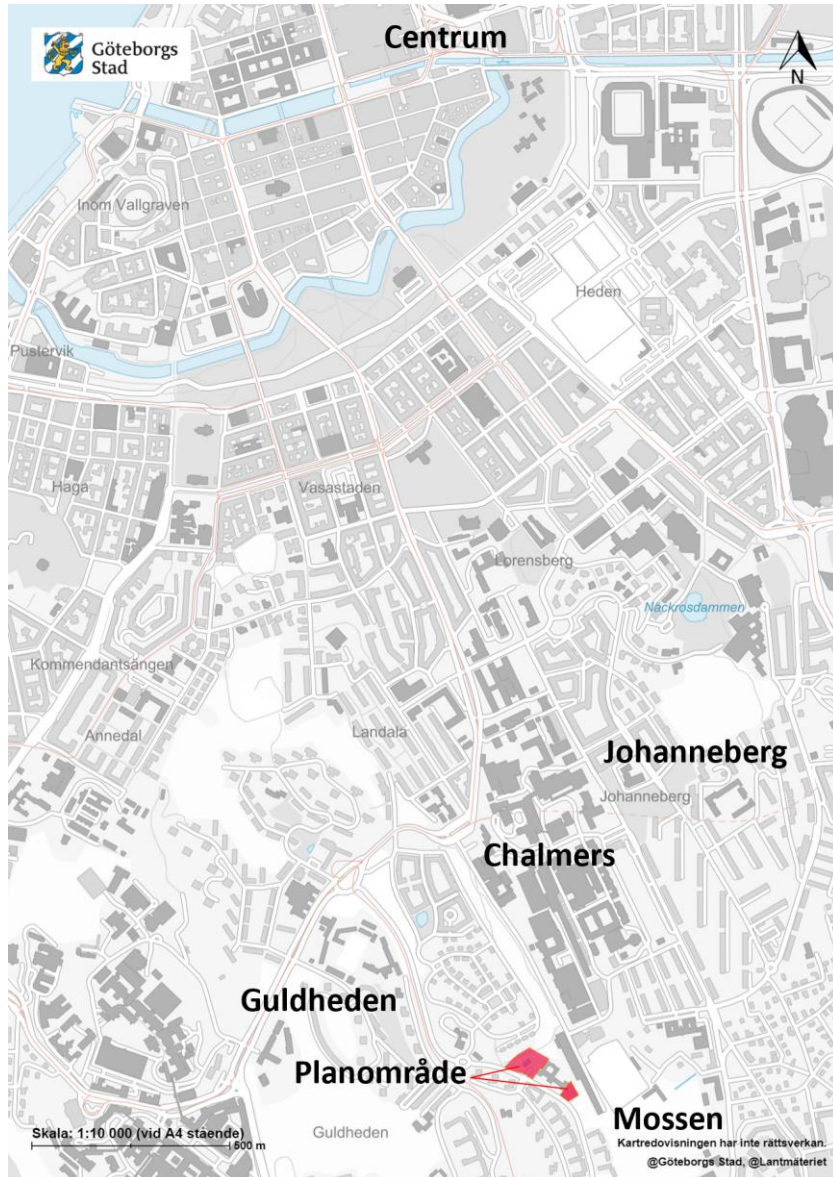 Göteborgs
Stad
Centrum
N
Inom Vallgraven
Heden
Pustervik
Haga
Vasastaden
Lorensberg
Näckrosdammen
Kommendantsängen
Annedal
Landala
Johanneberg
Johanneberg
Chalmers
Guldheden
Planområde
Mossen
Guldheden
Skala: 1:10 000 (vid A4 stående)
500 m
Kartredovisningen har inte rättsverkan.
@Göteborgs Stad, @Lantmäteriet